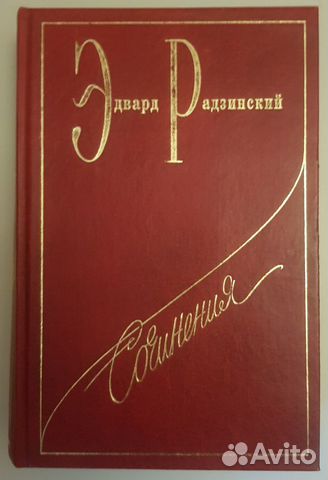 Эдвард Радзинский
Сочинения
Avito